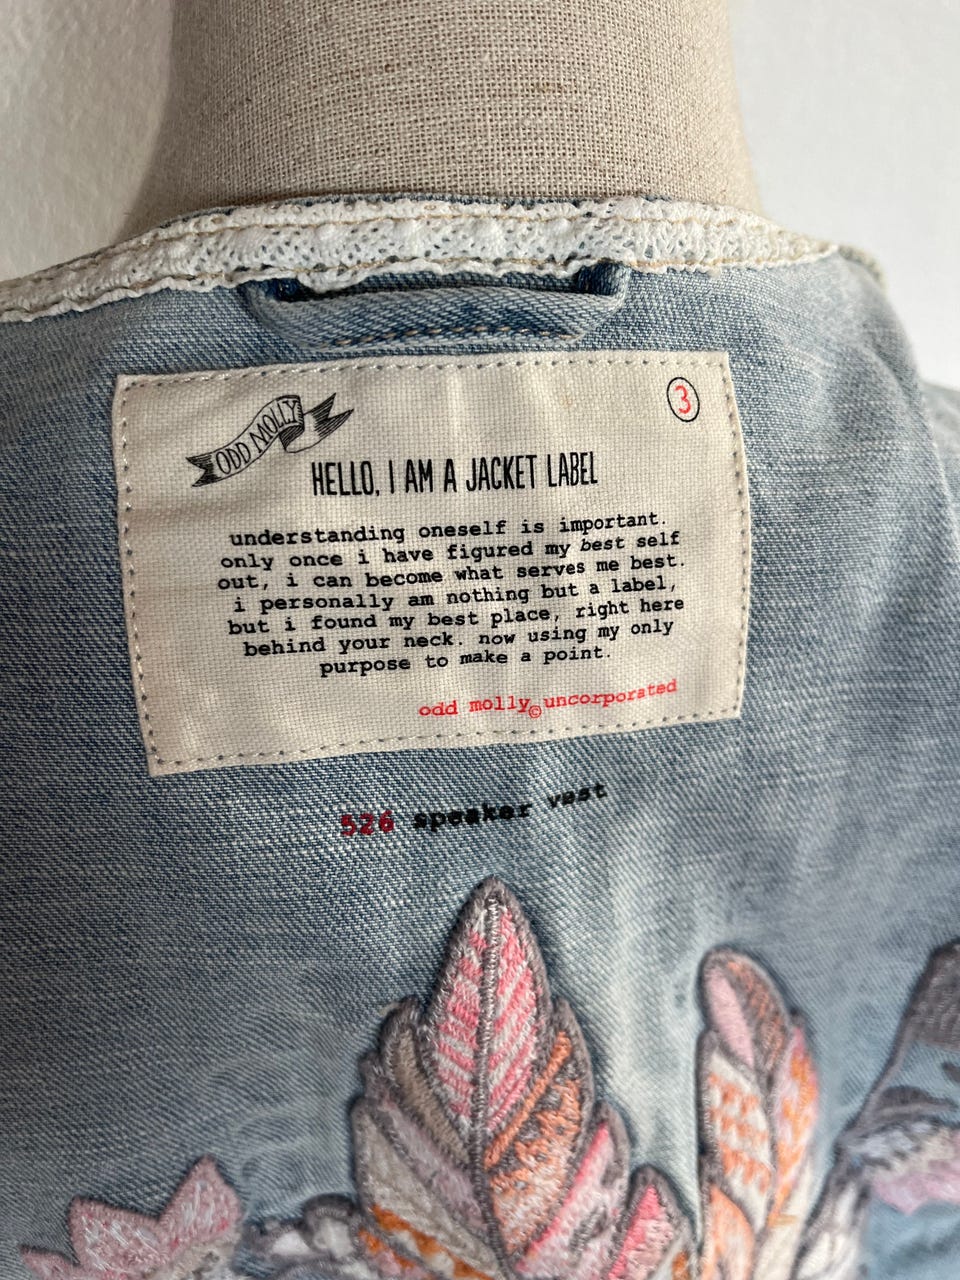 ODD MOLLY
3
HELLO, I AM A JACKET LABEL
understanding oneself is important.
only once i have figured my best self
out, i can become what serves me best.
i personally am nothing but a label,
but i found my best place, right here
behind your neck. now using my only
purpose to make a point.
odd molly© uncorporated
526 speaker vest